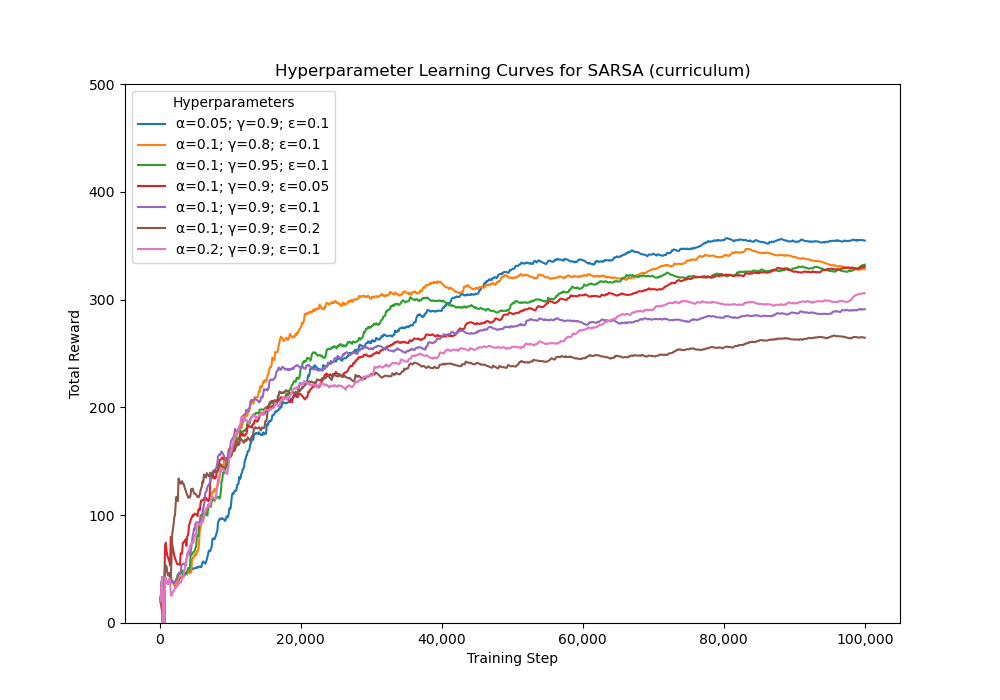 Hyperparameter Learning Curves for SARSA (curriculum)
500
400
300
200
100
0
Total Reward
Hyperparameters
α=0.05; γ=0.9; ε=0.1
α=0.1; γ=0.8; ε=0.1
α=0.1; γ=0.95; ε=0.1
α=0.1; γ=0.9; ε=0.05
α=0.1; γ=0.9; ε=0.1
α=0.1; γ=0.9; ε=0.2
α=0.2; γ=0.9; ε=0.1
0 20,000 40,000 60,000 80,000 100,000
Training Step